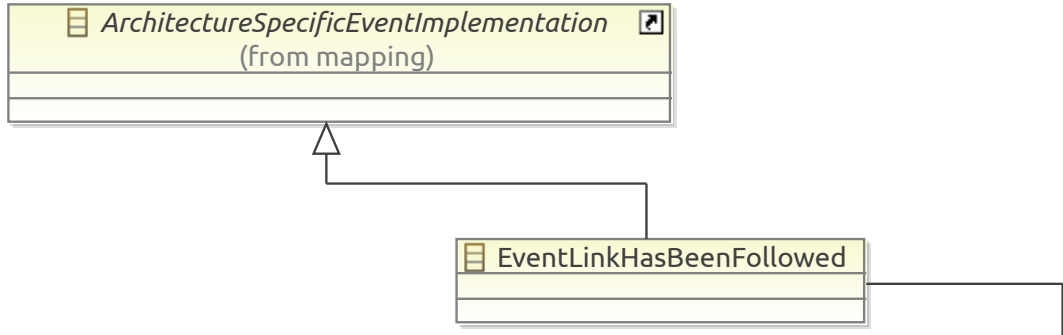 ArchitectureSpecificEventImplementation
(from mapping)
EventLinkHasBeenFollowed